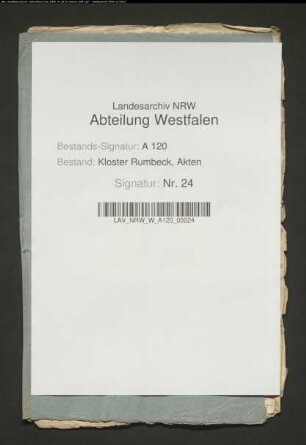 Landesarchiv NRW
Abteilung Westfalen
Bestands-Signatur: A 120
Bestand: Kloster Rumbeck, Akten
Signatur: Nr. 24
LAV_NRW_W_A120_00024